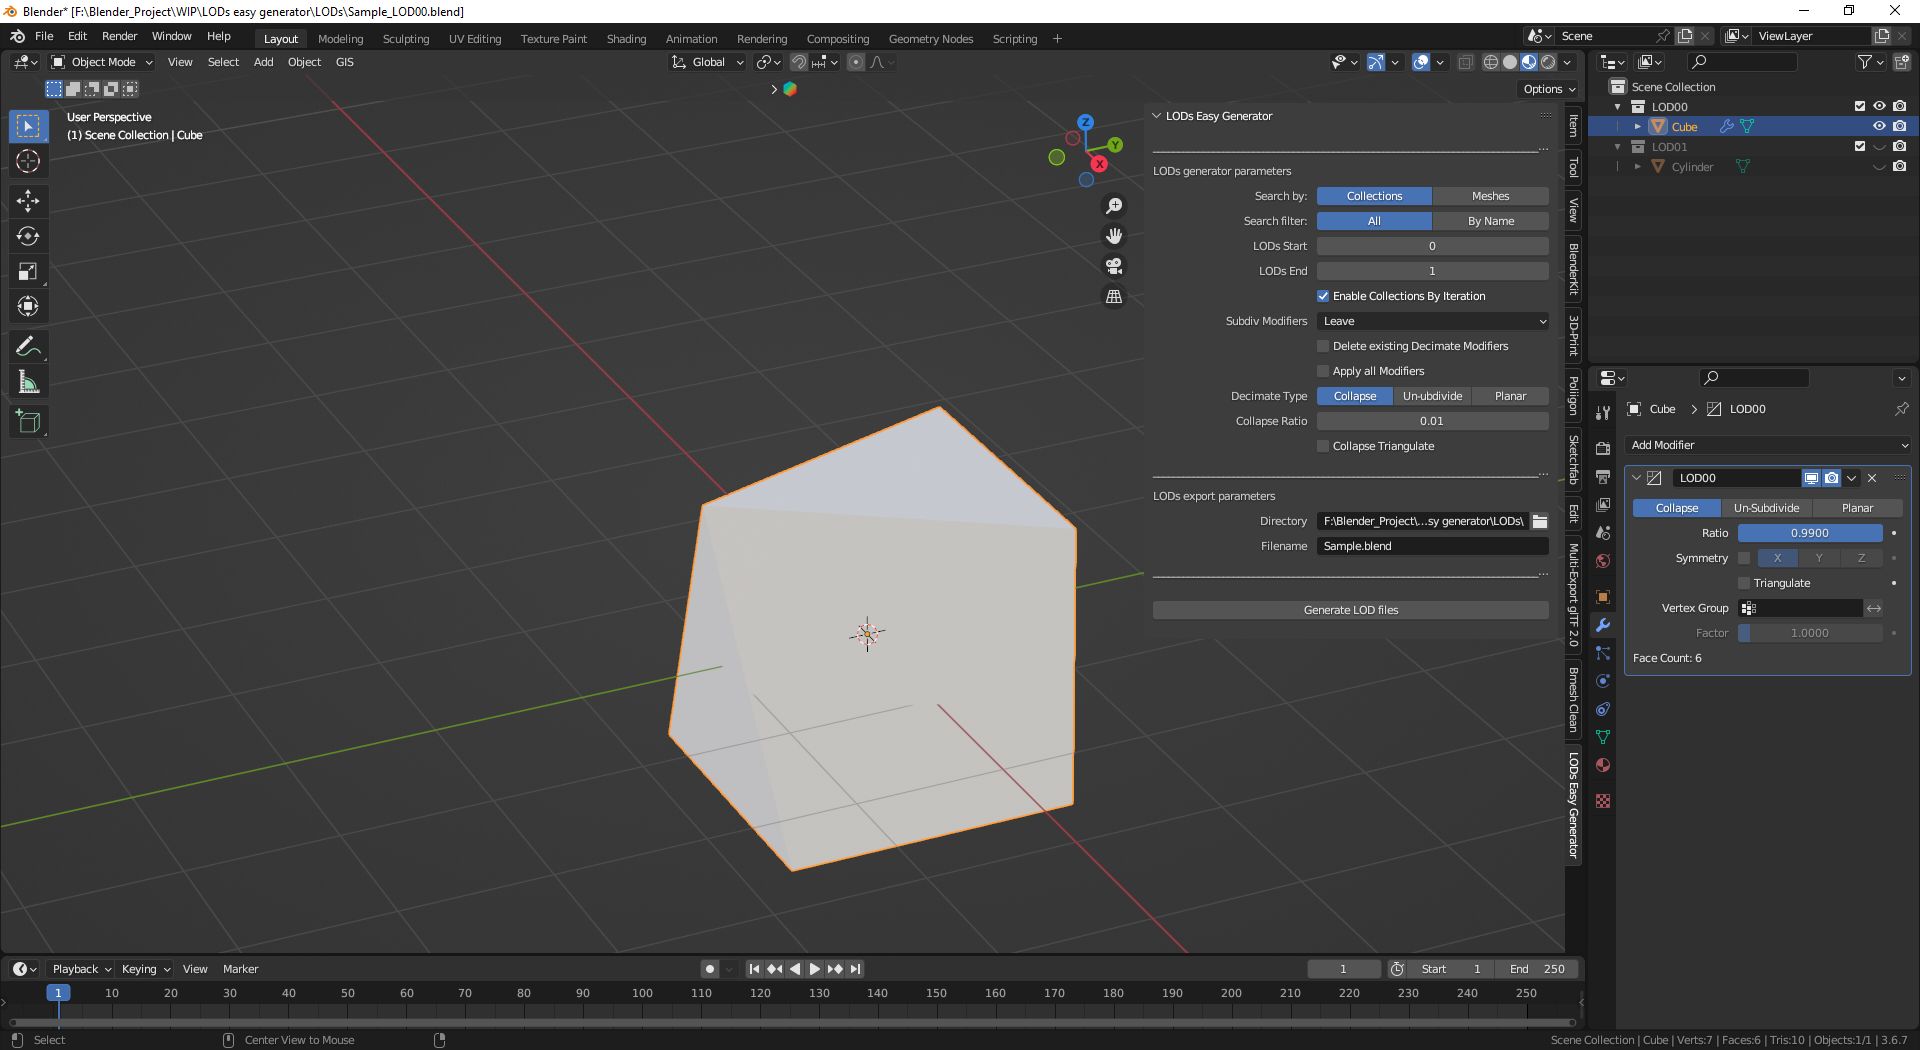 Blender* [F:\Blender_Project\WIP\LODs easy generator\LODs\Sample_LOD00.blend]
File Edit Render Window Help Layout Modeling Sculpting UV Editing Texture Paint Shading Animation Rendering Compositing Geometry Nodes Scripting + Scene ViewLayer
Object Mode View Select Add Object GIS Global
Options
User Perspective
(1) Scene Collection | Cube
Z
Y
X
LODs Easy Generator
LODs generator parameters
Search by: Collections Meshes
Search filter: All By Name
LODs Start 0
LODs End 1
Enable Collections By Iteration
Subdiv Modifiers Leave
Delete existing Decimate Modifiers
Apply all Modifiers
Decimate Type Collapse Un-subdivide Planar
Collapse Ratio 0.01
Collapse Triangulate
LODs export parameters
Directory F:\Blender_Project\...sy generator\LODs\
Filename Sample.blend
Generate LOD files
Item
Tool
View
BlenderKit
3D-Print
Poliigon
Sketchfab
Edit
Multi-Export glTF 2.0
Bmesh Clean
LODs Easy Generator
Scene Collection
LOD00
Cube
LOD01
Cylinder
Cube LOD00
Add Modifier
LOD00
Collapse Un-Subdivide Planar
Ratio 0.9900
Symmetry X Y Z
Triangulate
Vertex Group
Factor 1.0000
Face Count: 6
Playback Keying View Marker 1 Start 1 End 250
1 10 20 30 40 50 60 70 80 90 100 110 120 130 140 150 160 170 180 190 200 210 220 230 240 250
Select Center View to Mouse Scene Collection | Cube | Verts:7 | Faces:6 | Tris:10 | Objects:1/1 | 3.6.7